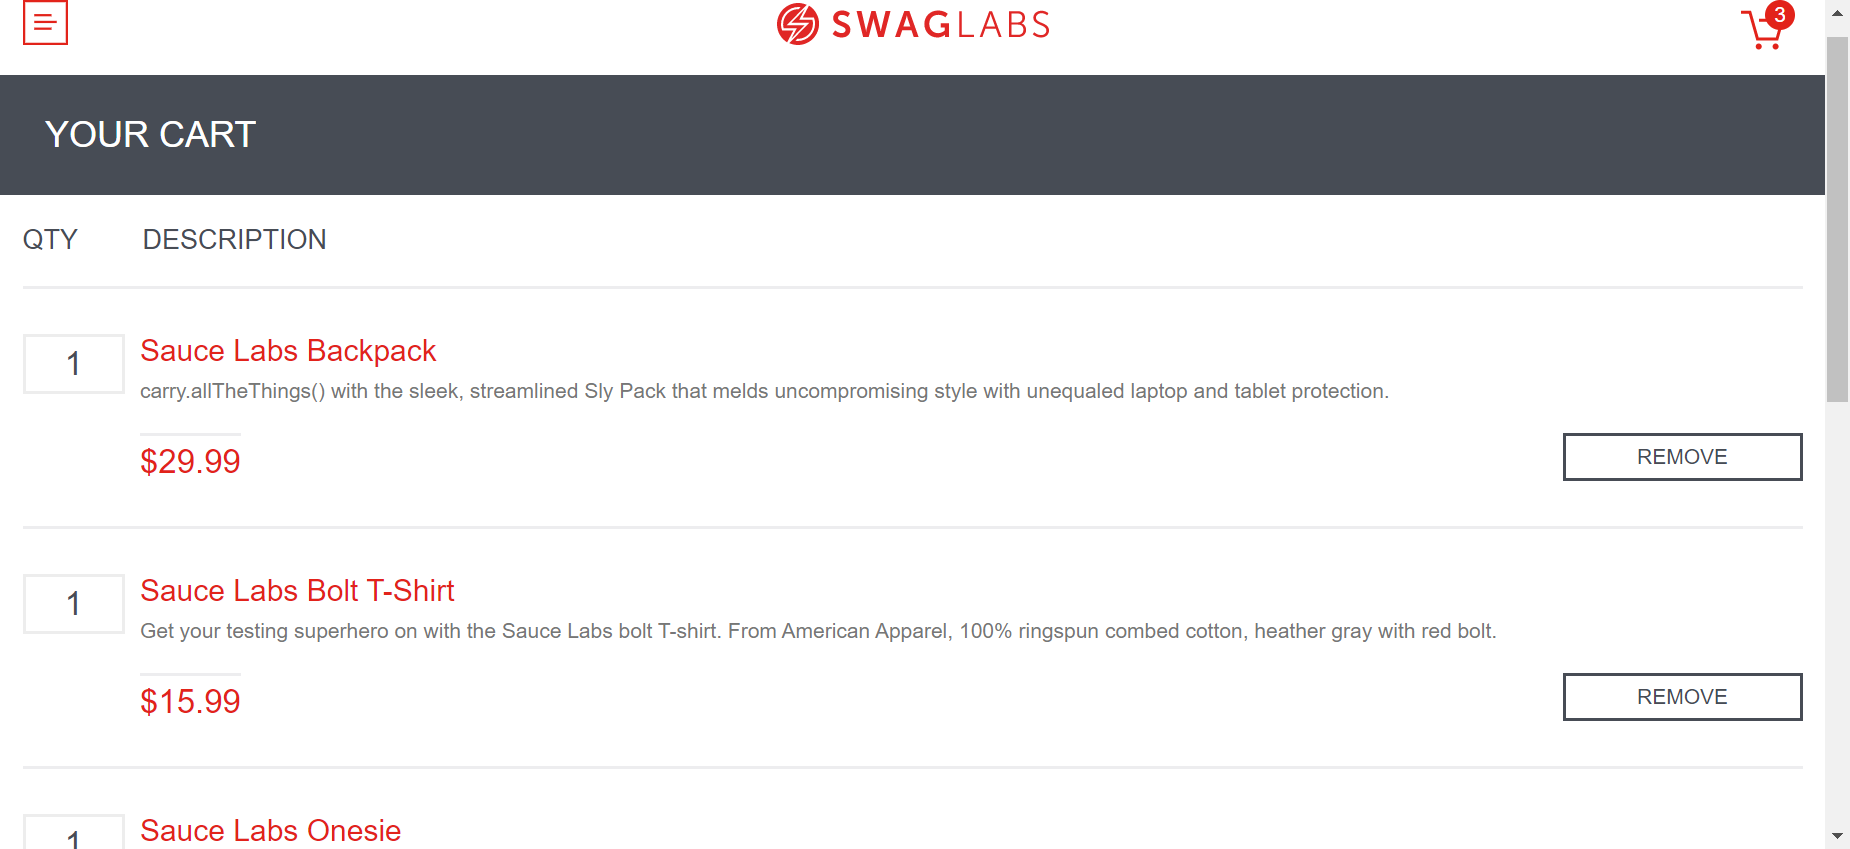 SWAGLABS
3
YOUR CART
QTY DESCRIPTION
1 Sauce Labs Backpack
carry.allTheThings() with the sleek, streamlined Sly Pack that melds uncompromising style with unequaled laptop and tablet protection.
$29.99 REMOVE
1 Sauce Labs Bolt T-Shirt
Get your testing superhero on with the Sauce Labs bolt T-shirt. From American Apparel, 100% ringspun combed cotton, heather gray with red bolt.
$15.99 REMOVE
1 Sauce Labs Onesie